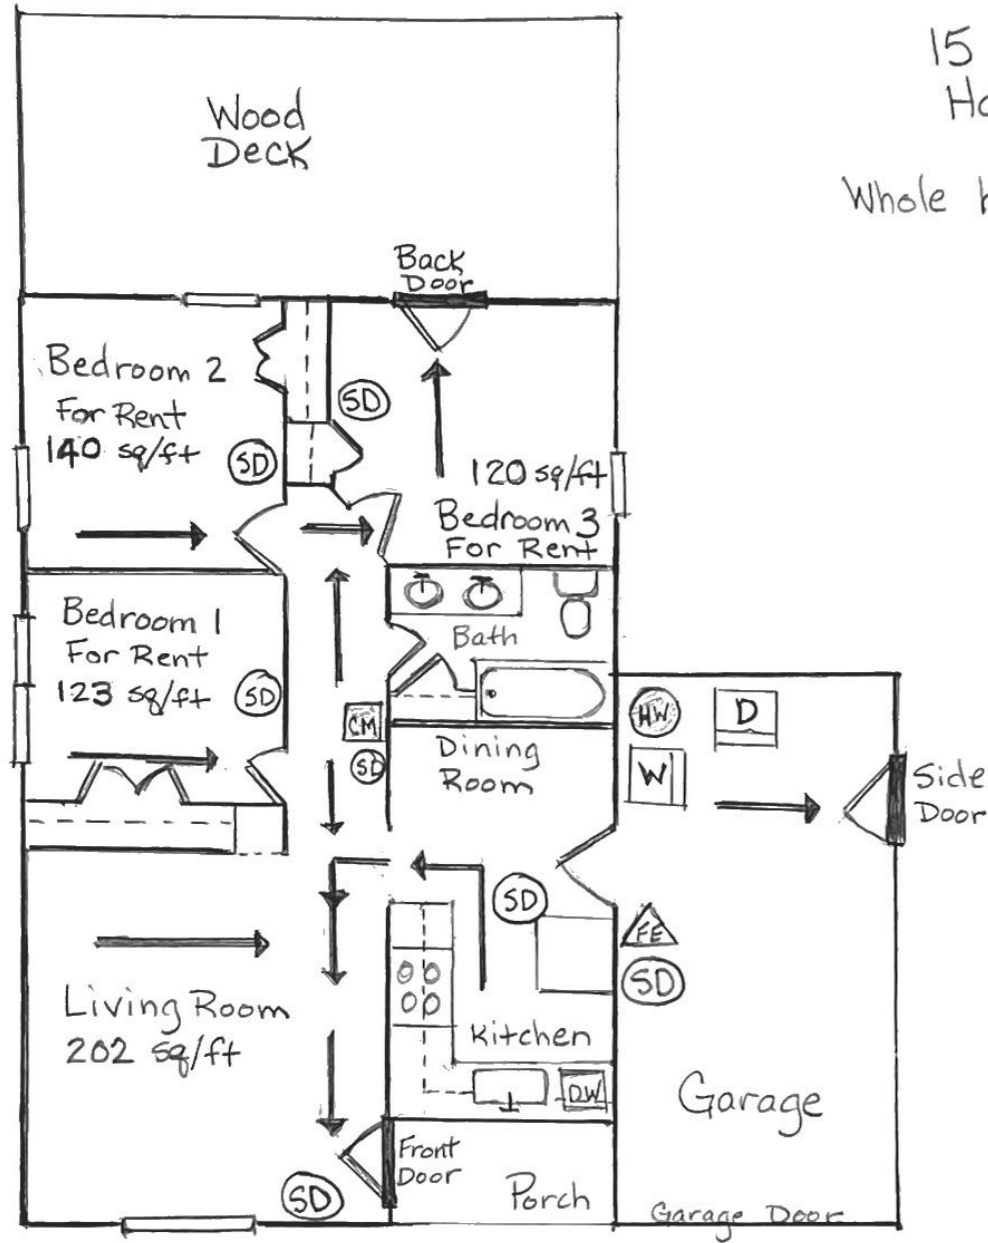 15
Whole
Wood
Deck
Back
Door
Bedroom 2
For Rent
140 sq/ft
SD
SD
120 sq/ft
Bedroom 3
For Rent
Bedroom 1
For Rent
123 sq/ft
SD
Bath
CM
SD
Dining
Room
HW
D
W
Side
Door
SD
FE
SD
Living Room
202 sq/ft
Kitchen
DW
Garage
Front
Door
SD
Porch
Garage Door